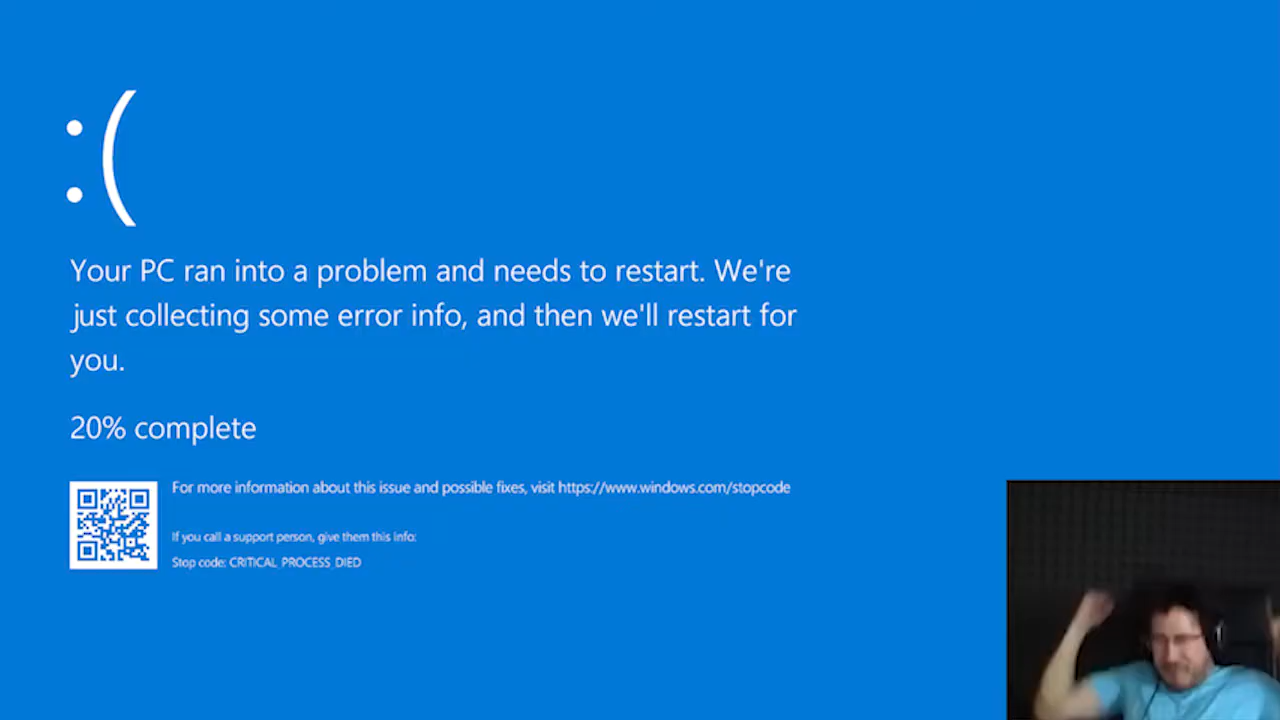 :(
Your PC ran into a problem and needs to restart. We're
just collecting some error info, and then we'll restart for
you.
20% complete
For more information about this issue and possible fixes, visit https://www.windows.com/stopcode
If you call a support person, give them this info:
Stop code: CRITICAL_PROCESS_DIED